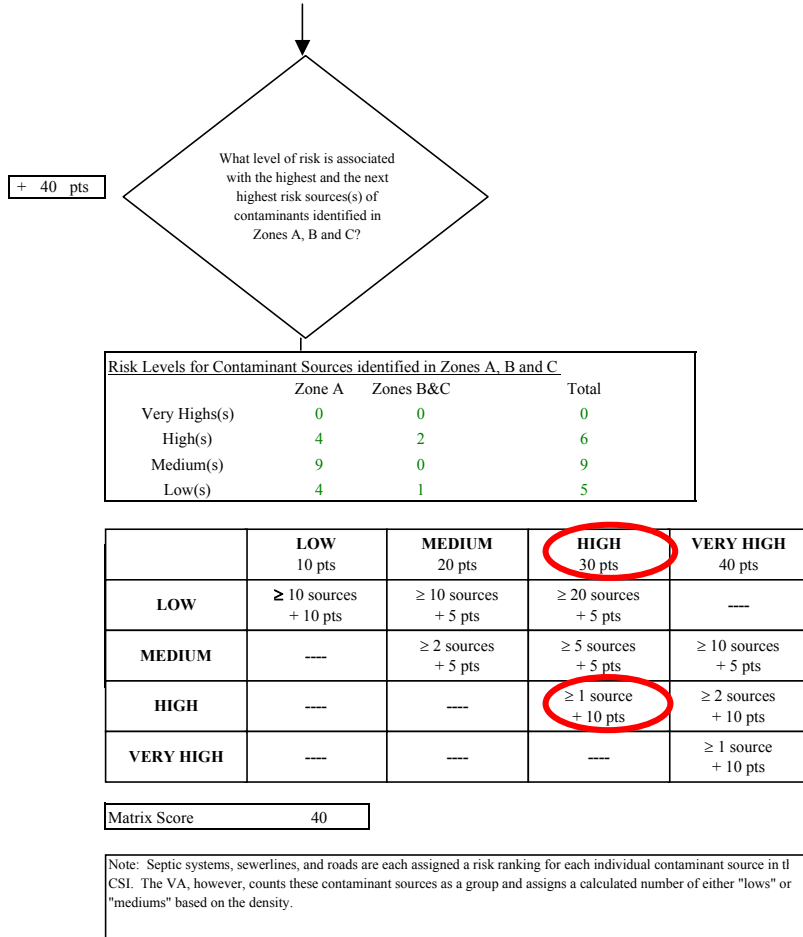 What level of risk is associated
with the highest and the next
highest risk sources(s) of
contaminants identified in
Zones A, B and C?
+ 40 pts
Risk Levels for Contaminant Sources identified in Zones A, B and C
Zone A Zones B&C Total
Very Highs(s) 0 0 0
High(s) 4 2 6
Medium(s) 9 0 9
Low(s) 4 1 5
LOW MEDIUM HIGH VERY HIGH
10 pts 20 pts 30 pts 40 pts
LOW ≥ 10 sources ≥ 10 sources ≥ 20 sources ----
+ 10 pts + 5 pts + 5 pts
MEDIUM ---- ≥ 2 sources ≥ 5 sources ≥ 10 sources
+ 5 pts + 5 pts + 5 pts
HIGH ---- ---- ≥ 1 source ≥ 2 sources
+ 10 pts + 10 pts
VERY HIGH ---- ---- ---- ≥ 1 source
+ 10 pts
Matrix Score 40
Note: Septic systems, sewerlines, and roads are each assigned a risk ranking for each individual contaminant source in
CSI. The VA, however, counts these contaminant sources as a group and assigns a calculated number of either "lows" or
"mediums" based on the density.